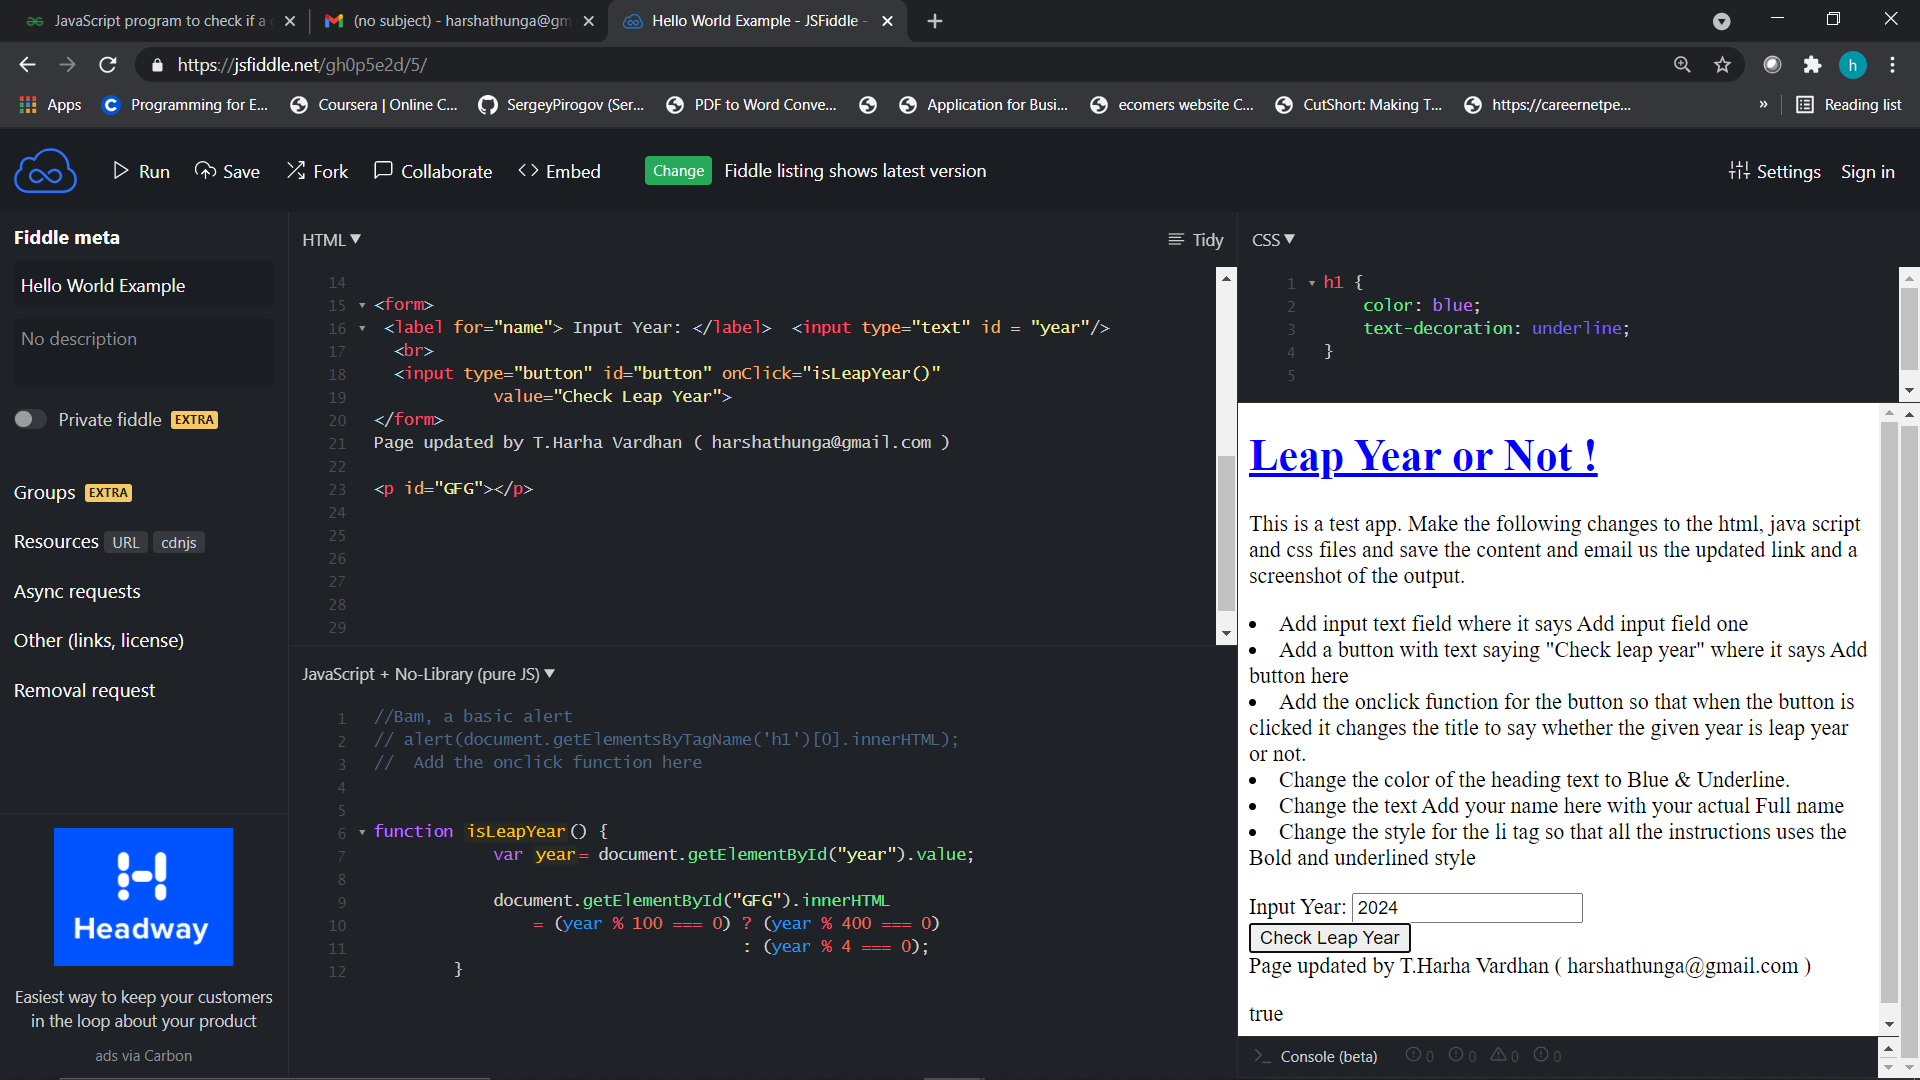 JavaScript program to check if a g
(no subject) - harshathunga@gm
Hello World Example - JSFiddle -
https://jsfiddle.net/gh0p5e2d/5/
h
Apps
Programming for E...
Coursera | Online C...
SergeyPirogov (Ser...
PDF to Word Conve...
Application for Busi...
ecomers website C...
CutShort: Making T...
https://careernetpe...
»
Reading list
Run
Save
Fork
Collaborate
Embed
Change
Fiddle listing shows latest version
Settings
Sign in
Fiddle meta
Hello World Example
No description
Private fiddle EXTRA
Groups EXTRA
Resources URL cdnjs
Async requests
Other (links, license)
Removal request
Headway
Easiest way to keep your customers
in the loop about your product
ads via Carbon
HTML ▼
Tidy
14
15 <form>
16 <label for="name"> Input Year: </label> <input type="text" id = "year"/>
17 <br>
18 <input type="button" id="button" onClick="isLeapYear()"
19 value="Check Leap Year">
20 </form>
21 Page updated by T.Harha Vardhan ( harshathunga@gmail.com )
22
23 <p id="GFG"></p>
24
25
26
27
28
29
JavaScript + No-Library (pure JS) ▼
1 //Bam, a basic alert
2 // alert(document.getElementsByTagName('h1')[0].innerHTML);
3 // Add the onclick function here
4
5
6 function isLeapYear() {
7 var year= document.getElementById("year").value;
8
9 document.getElementById("GFG").innerHTML
10 = (year % 100 === 0) ? (year % 400 === 0)
11 : (year % 4 === 0);
12 }
CSS ▼
1 h1 {
2 color: blue;
3 text-decoration: underline;
4 }
5
Leap Year or Not !
This is a test app. Make the following changes to the html, java script
and css files and save the content and email us the updated link and a
screenshot of the output.
• Add input text field where it says Add input field one
• Add a button with text saying "Check leap year" where it says Add
button here
• Add the onclick function for the button so that when the button is
clicked it changes the title to say whether the given year is leap year
or not.
• Change the color of the heading text to Blue & Underline.
• Change the text Add your name here with your actual Full name
• Change the style for the li tag so that all the instructions uses the
Bold and underlined style
Input Year: 2024
Check Leap Year
Page updated by T.Harha Vardhan ( harshathunga@gmail.com )
true
>_ Console (beta) 0 0 0 0